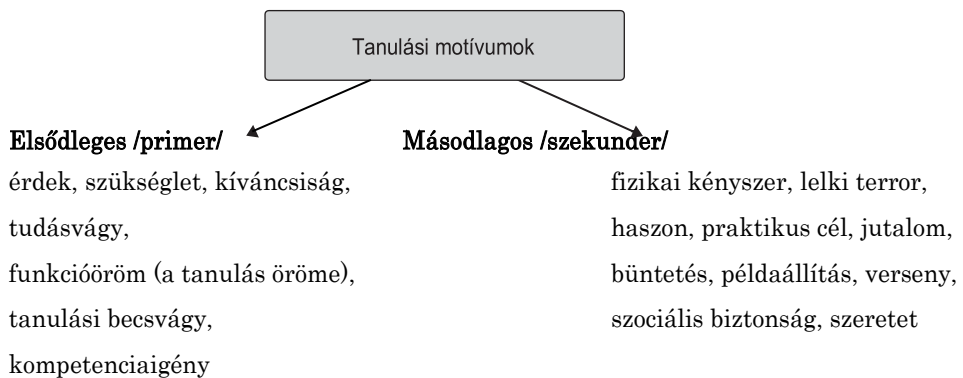 Tanulási motívumok
Elsődleges /primer/
érdek, szükséglet, kíváncsiság,
tudásvágy,
funkcióöröm (a tanulás öröme),
tanulási becsvágy,
kompetenciaigény
Másodlagos /szekunder/
fizikai kényszer, lelki terror,
haszon, praktikus cél, jutalom,
büntetés, példaállítás, verseny,
szociális biztonság, szeretet